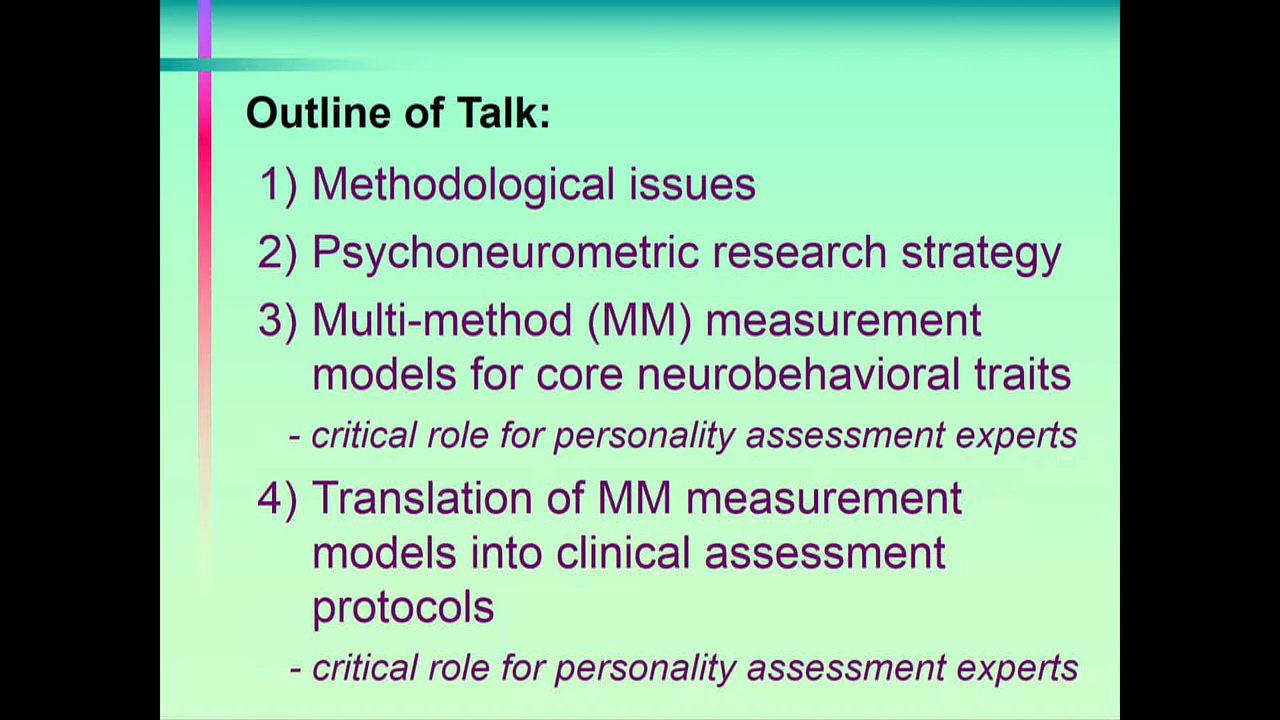 Outline of Talk:
1) Methodological issues
2) Psychoneurometric research strategy
3) Multi-method (MM) measurement
models for core neurobehavioral traits
- critical role for personality assessment experts
4) Translation of MM measurement
models into clinical assessment
protocols
- critical role for personality assessment experts